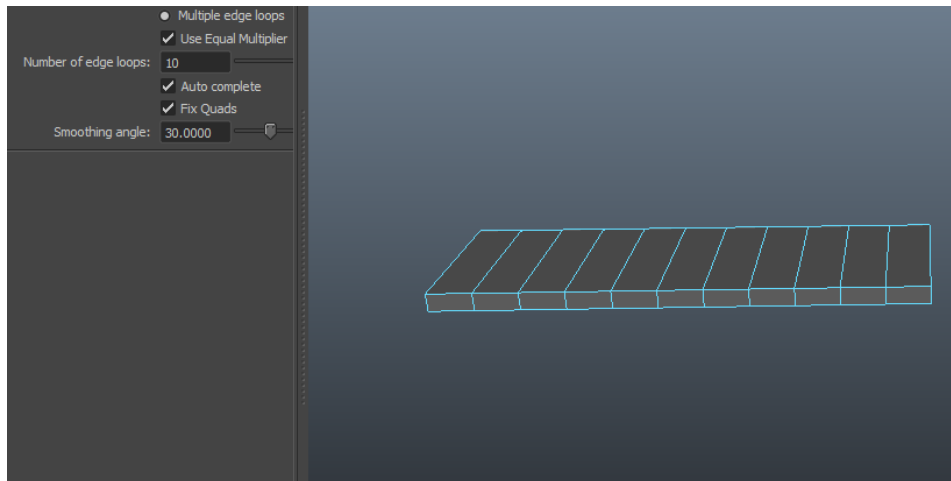 Multiple edge loops
Use Equal Multiplier
Number of edge loops: 10
Auto complete
Fix Quads
Smoothing angle: 30.0000